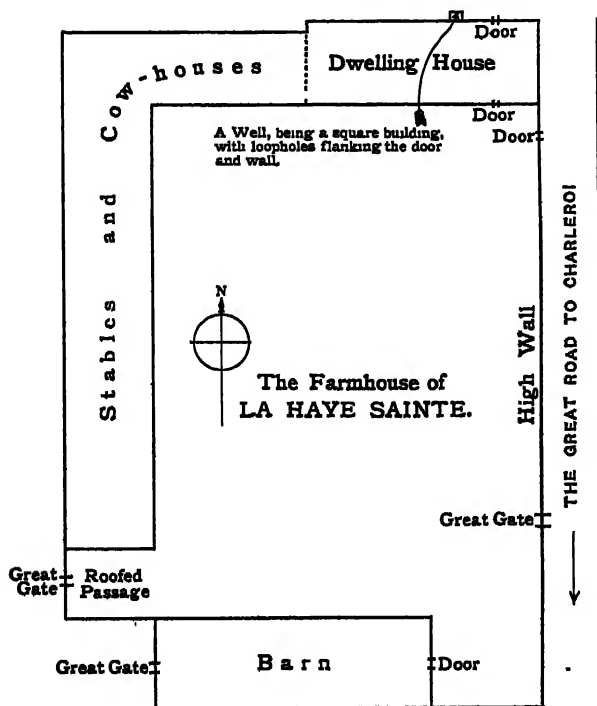 Door
Cow-houses
Dwelling House
Door
A Well, being a square building,
with loopholes flanking the door
and wall.
Door
Stables and
N
The Farmhouse of
LA HAYE SAINTE.
High Wall
THE GREAT ROAD TO CHARLEROI
Great Gate
Great
Gate
Roofed
Passage
Great Gate
Barn
Door